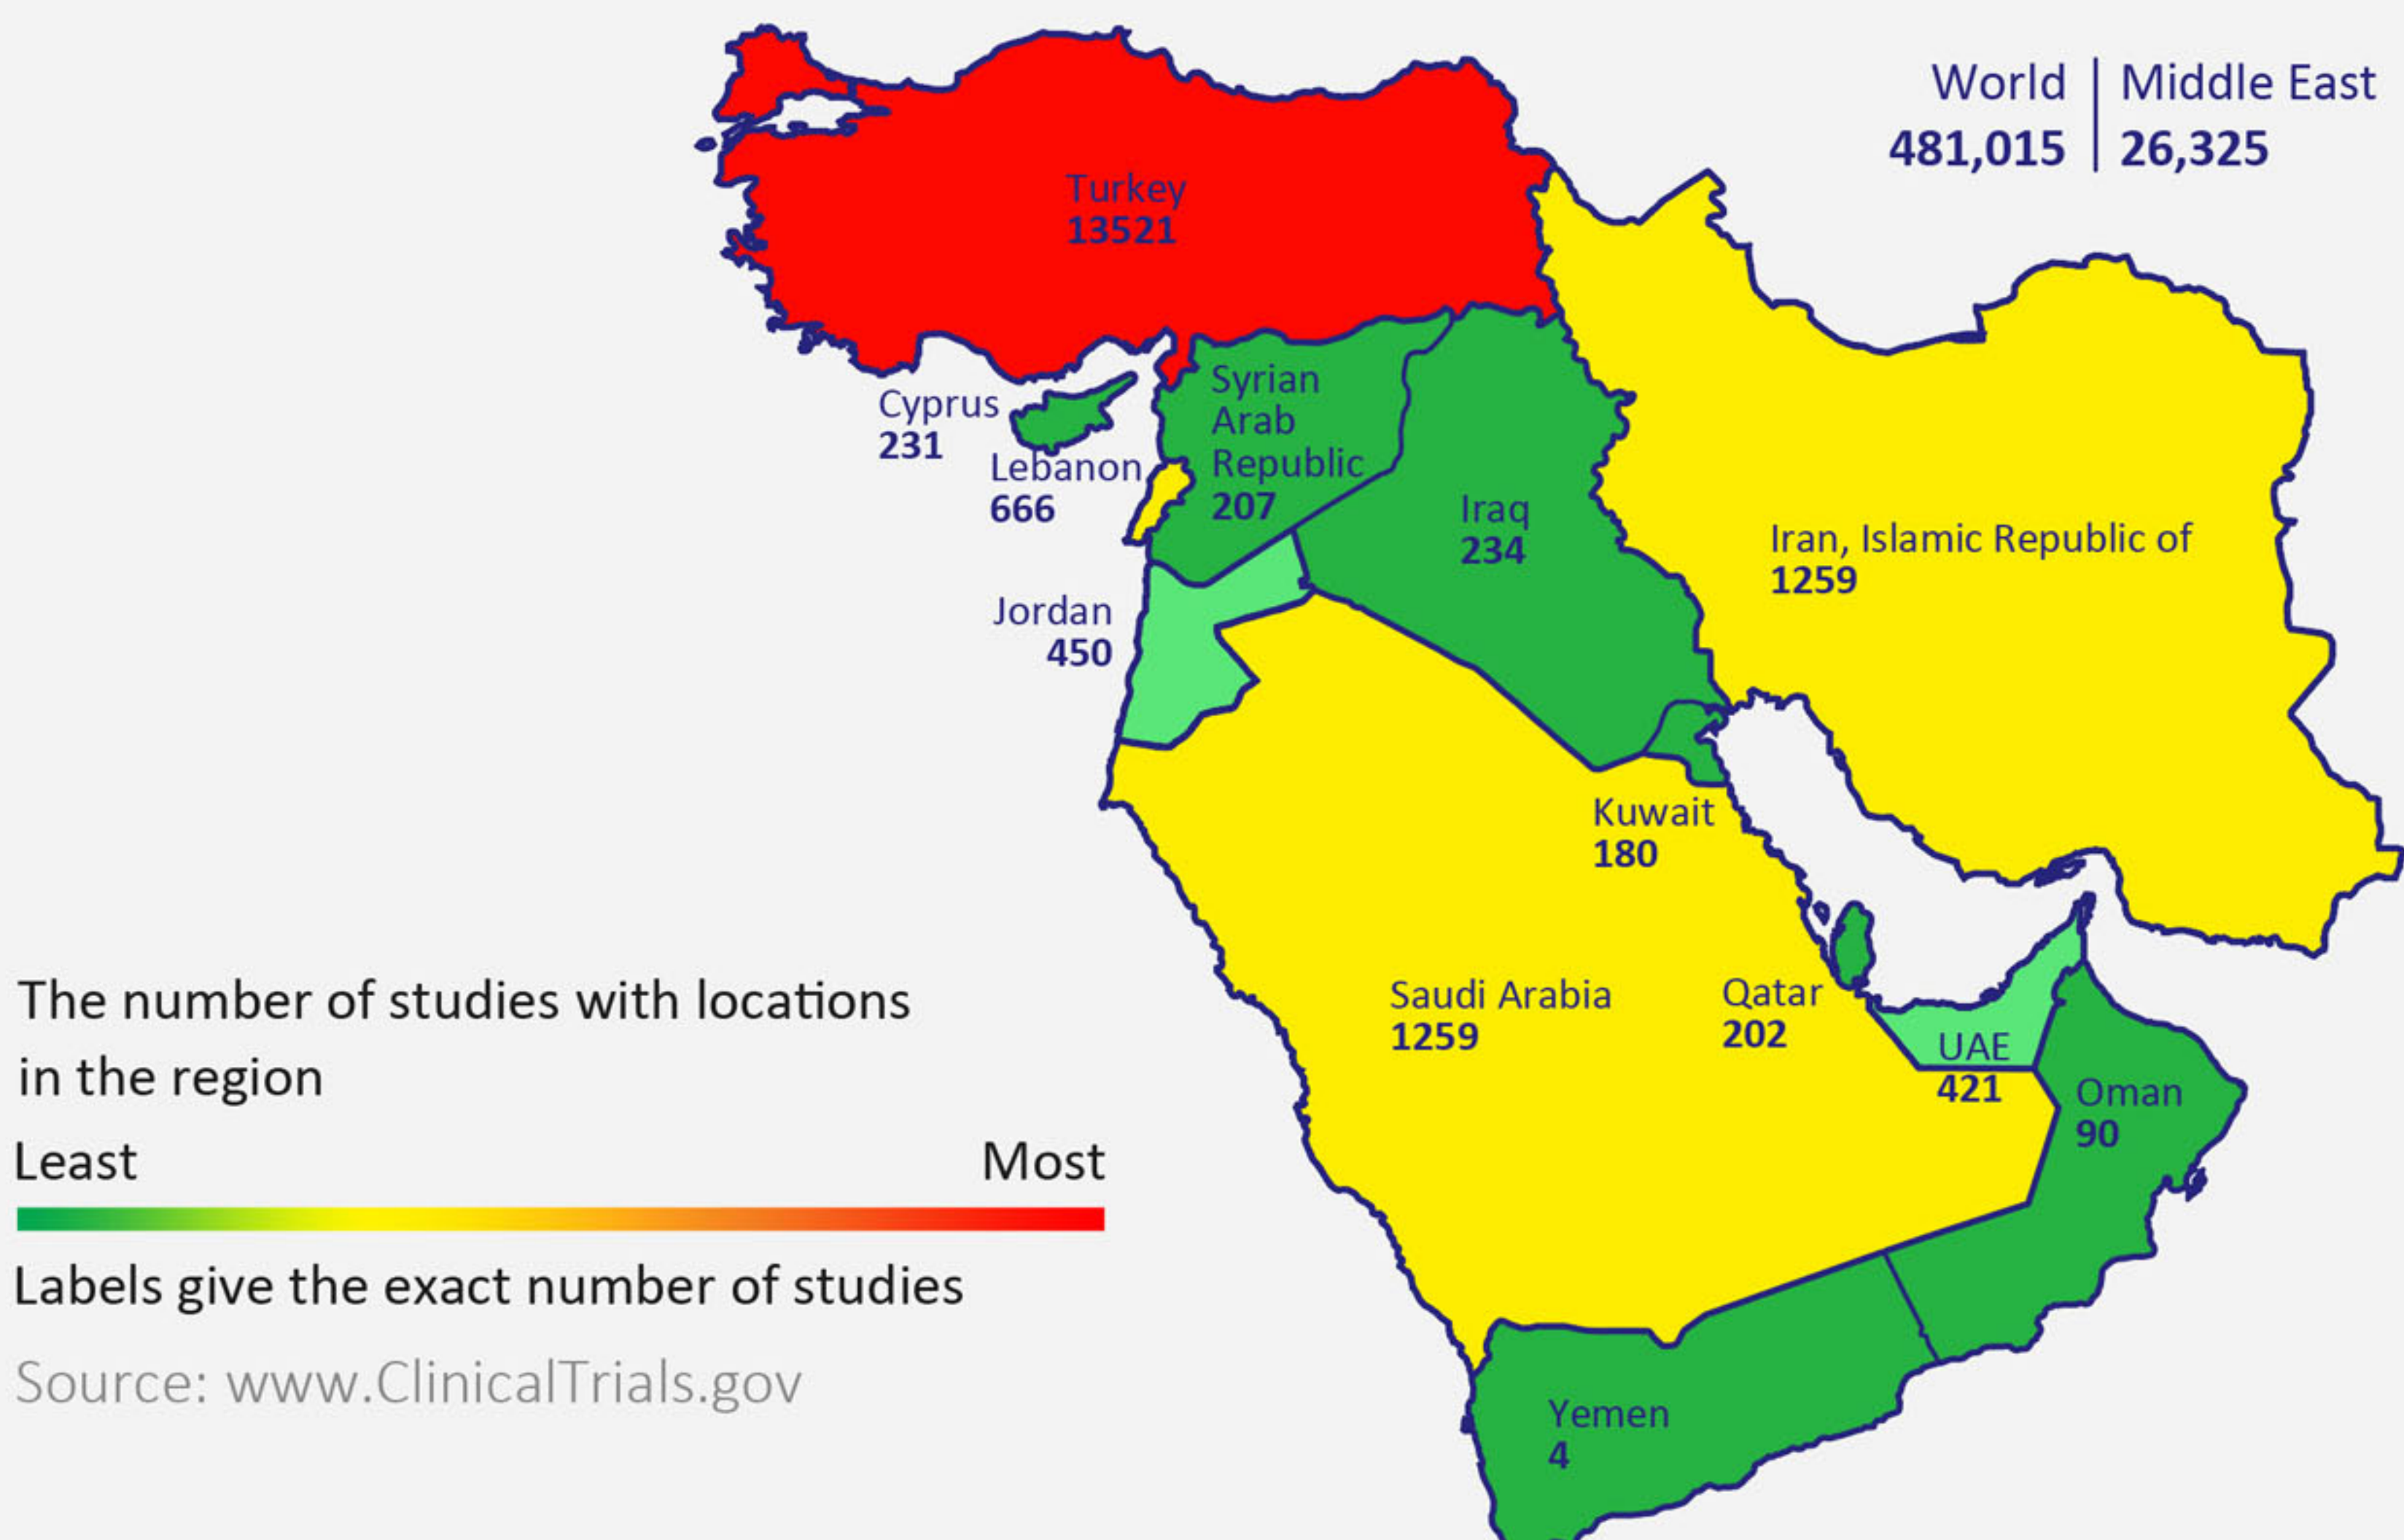 World | Middle East
481,015 | 26,325
Turkey
13521
Cyprus
231
Lebanon
666
Syrian
Arab
Republic
207
Iraq
234
Iran, Islamic Republic of
1259
Jordan
450
Kuwait
180
Saudi Arabia
1259
Qatar
202
UAE
421
Oman
90
Yemen
4
The number of studies with locations
in the region
Least Most
Labels give the exact number of studies
Source: www.ClinicalTrials.gov